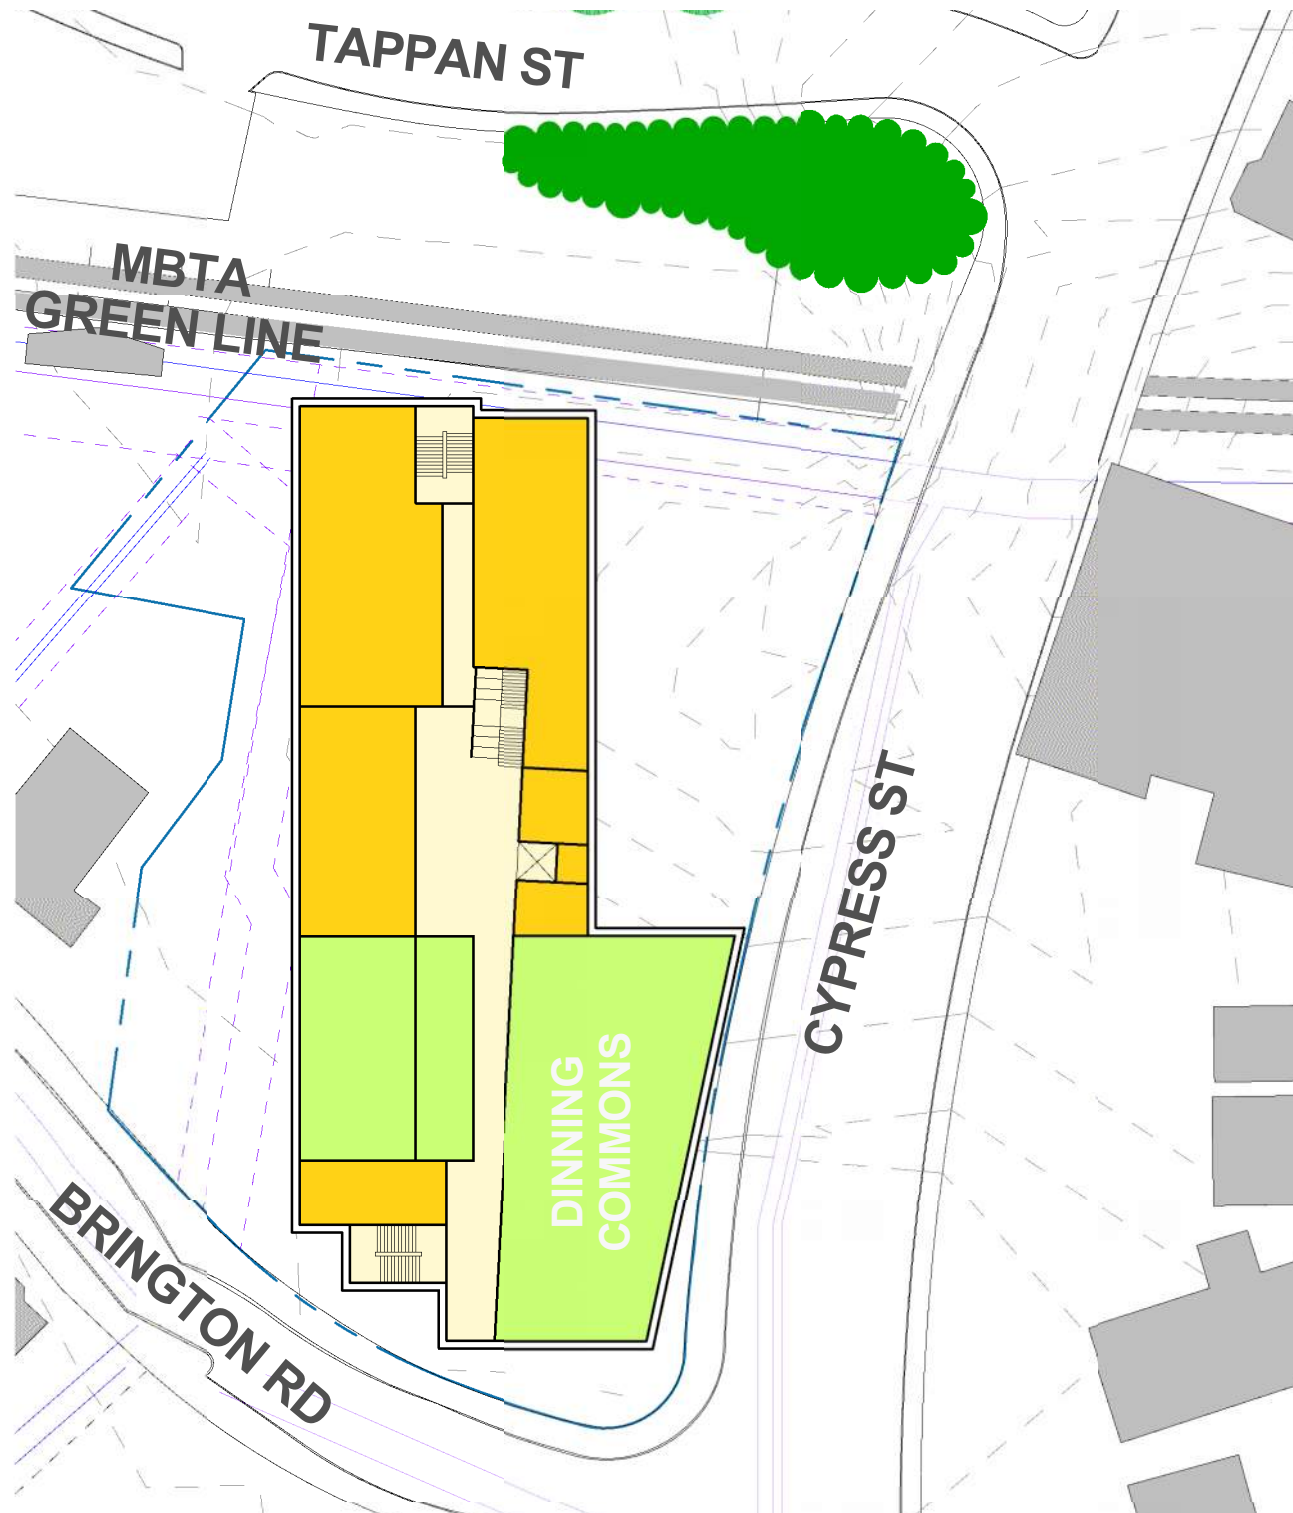 TAPPAN ST
MBTA
GREEN LINE
CYPRESS ST
DINNING
COMMONS
BRINGTON RD